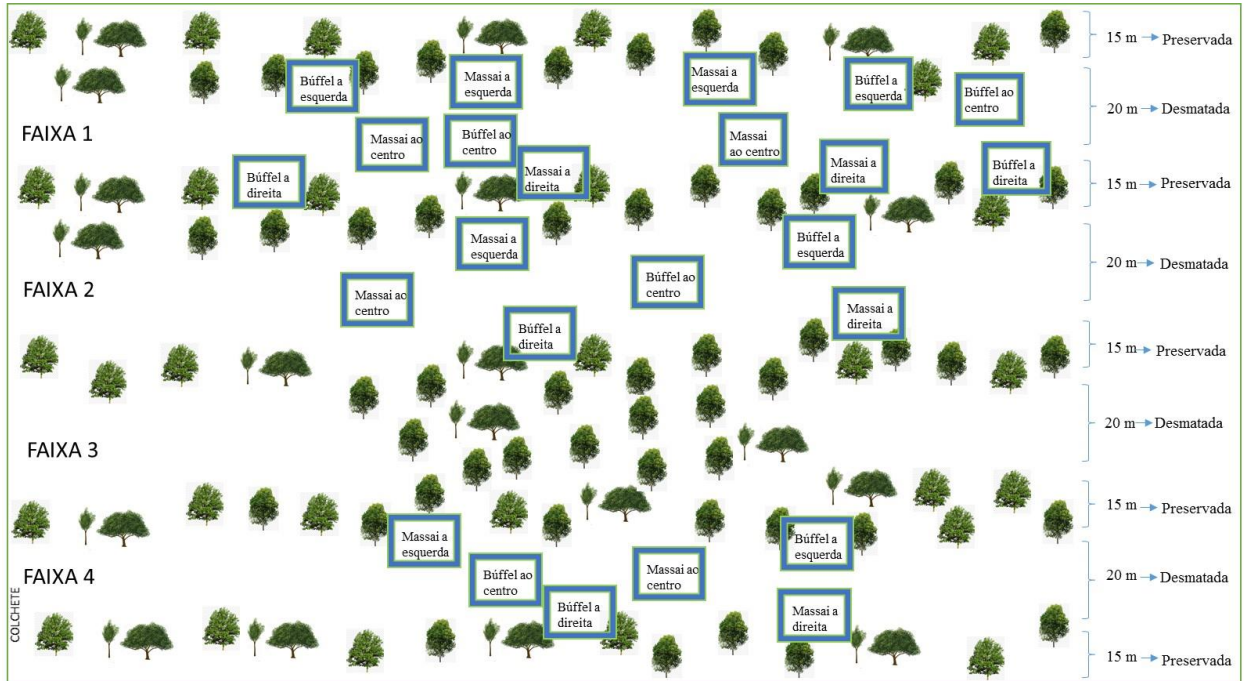 15 m Preservada
Búffel a
esquerda
Massai a
esquerda
Massai a
esquerda
Búffel a
esquerda
Búffel ao
centro
20 m Desmatada
FAIXA 1
Massai ao
centro
Búffel ao
centro
Massai
ao centro
Búffel a
direita
Massai a
direita
Massai a
direita
Búffel a
direita
15 m Preservada
Massai a
esquerda
Búffel a
esquerda
20 m Desmatada
FAIXA 2
Massai ao
centro
Búffel ao
centro
Búffel a
direita
Massai a
direita
15 m Preservada
20 m Desmatada
FAIXA 3
15 m Preservada
Massai a
esquerda
Búffel a
esquerda
FAIXA 4
Búffel ao
centro
Massai ao
centro
20 m Desmatada
Búffel a
direita
Massai a
direita
COLCHETE
15 m Preservada